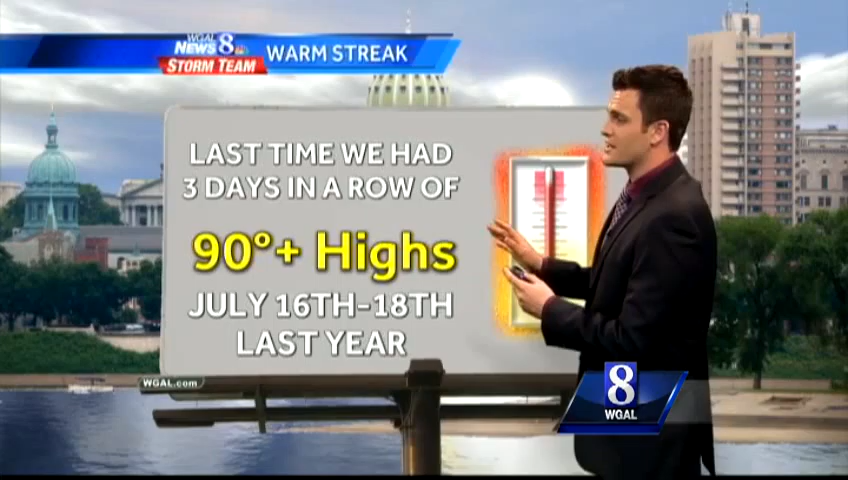 WGAL
NEWS 8
STORM TEAM
WARM STREAK
LAST TIME WE HAD
3 DAYS IN A ROW OF
90°+ Highs
JULY 16TH-18TH
LAST YEAR
WGAL.com
8
WGAL